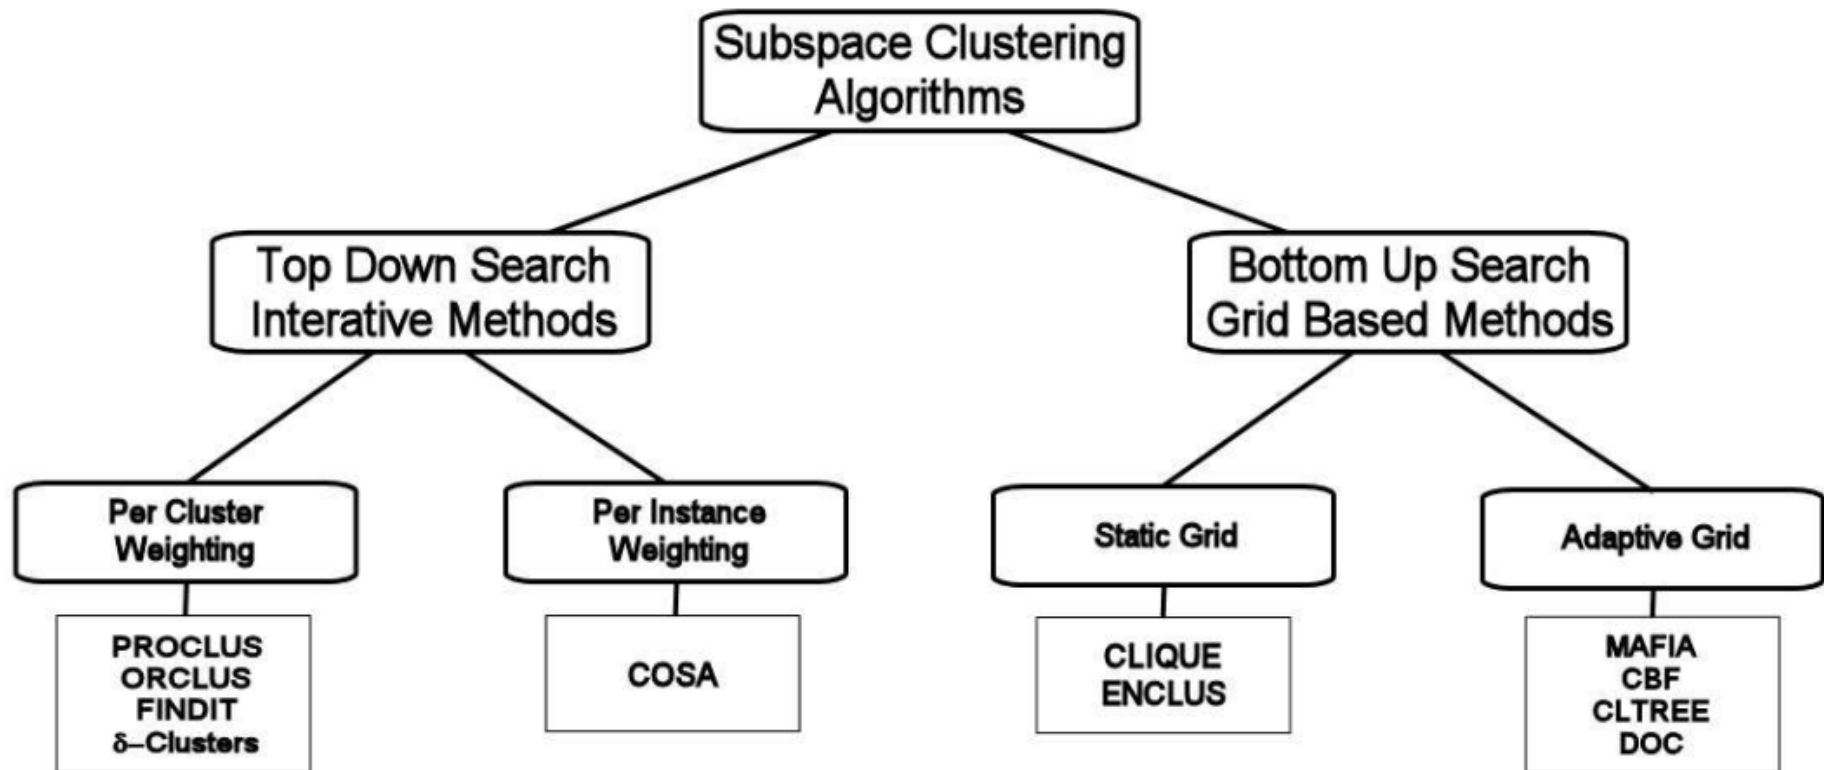 Subspace Clustering
Algorithms
Top Down Search
Interative Methods
Bottom Up Search
Grid Based Methods
Per Cluster
Weighting
Per Instance
Weighting
Static Grid
Adaptive Grid
PROCLUS
ORCLUS
FINDIT
δ–Clusters
COSA
CLIQUE
ENCLUS
MAFIA
CBF
CLTREE
DOC